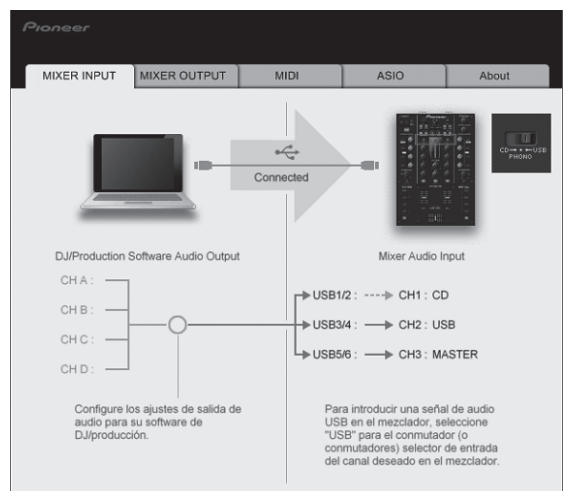 Pioneer
MIXER INPUT
MIXER OUTPUT
MIDI
ASIO
About
Connected
Pioneer
CD
USB
PHONO
DJ/Production Software Audio Output
Mixer Audio Input
CH A :
CH B :
CH C :
CH D :
USB1/2 : CH1 : CD
USB3/4 : CH2 : USB
USB5/6 : CH3 : MASTER
Configure los ajustes de salida de
audio para su software de
DJ/producción.
Para introducir una señal de audio
USB en el mezclador, seleccione
"USB" para el conmutador (o
conmutadores) selector de entrada
del canal deseado en el mezclador.